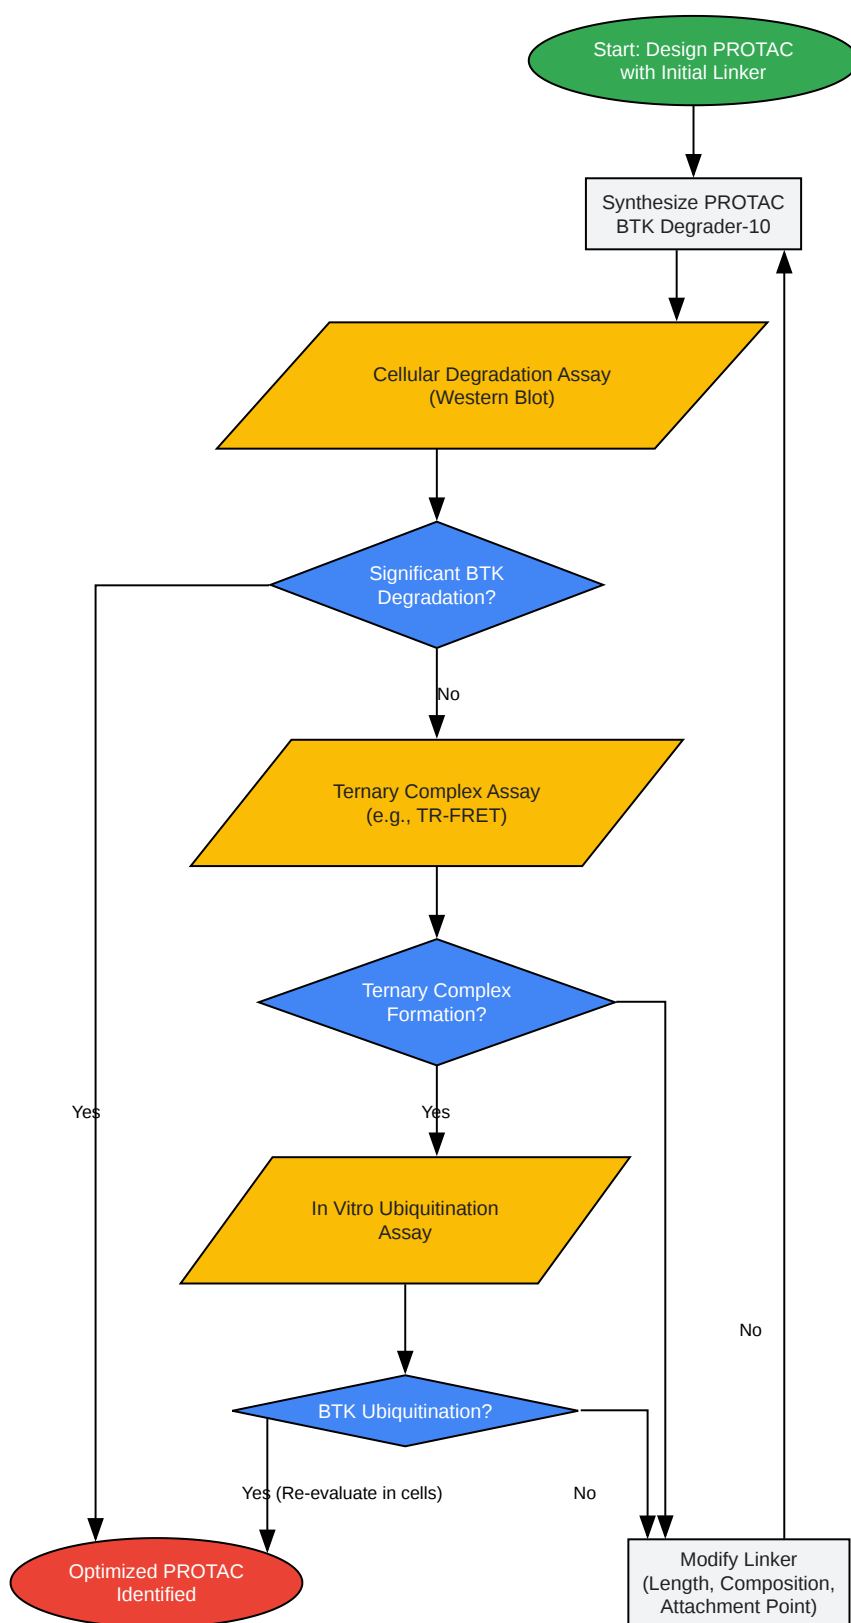 Start: Design PROTAC
with Initial Linker
Synthesize PROTAC
BTK Degrader-10
Cellular Degradation Assay
(Western Blot)
Significant BTK
Degradation?
No
Ternary Complex Assay
(e.g., TR-FRET)
Ternary Complex
Formation?
Yes
Yes
In Vitro Ubiquitination
Assay
No
BTK Ubiquitination?
Yes (Re-evaluate in cells)
No
Optimized PROTAC
Identified
Modify Linker
(Length, Composition,
Attachment Point)